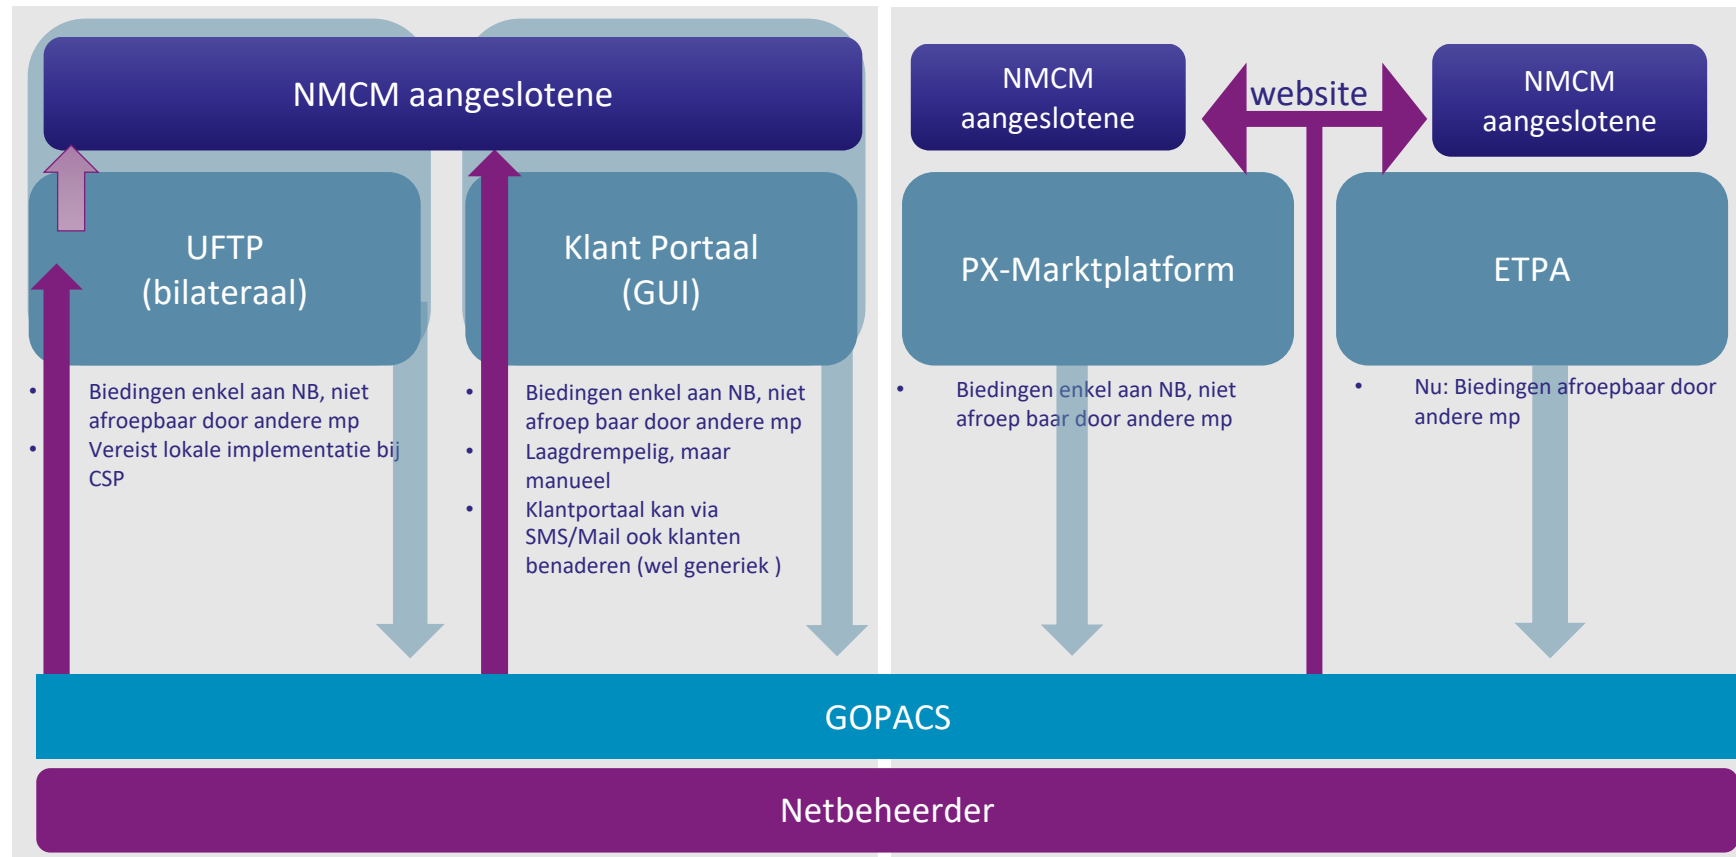 NMCM aangeslotene
UFTP
(bilateraal)
• Biedingen enkel aan NB, niet
afroepbaar door andere mp
• Vereist lokale implementatie bij
CSP
Klant Portaal
(GUI)
• Biedingen enkel aan NB, niet
afroep baar door andere mp
• Laagdrempelig, maar
manueel
• Klantportaal kan via
SMS/Mail ook klanten
benaderen (wel generiek )
NMCM
aangeslotene
website
NMCM
aangeslotene
PX-Marktplatform
• Biedingen enkel aan NB, niet
afroep baar door andere mp
ETPA
• Nu: Biedingen afroepbaar door
andere mp
GOPACS
Netbeheerder